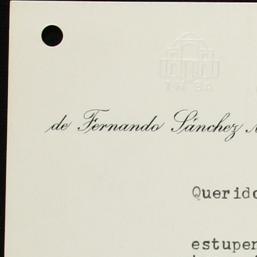 de Fernando Sánchez
Querido
estupen